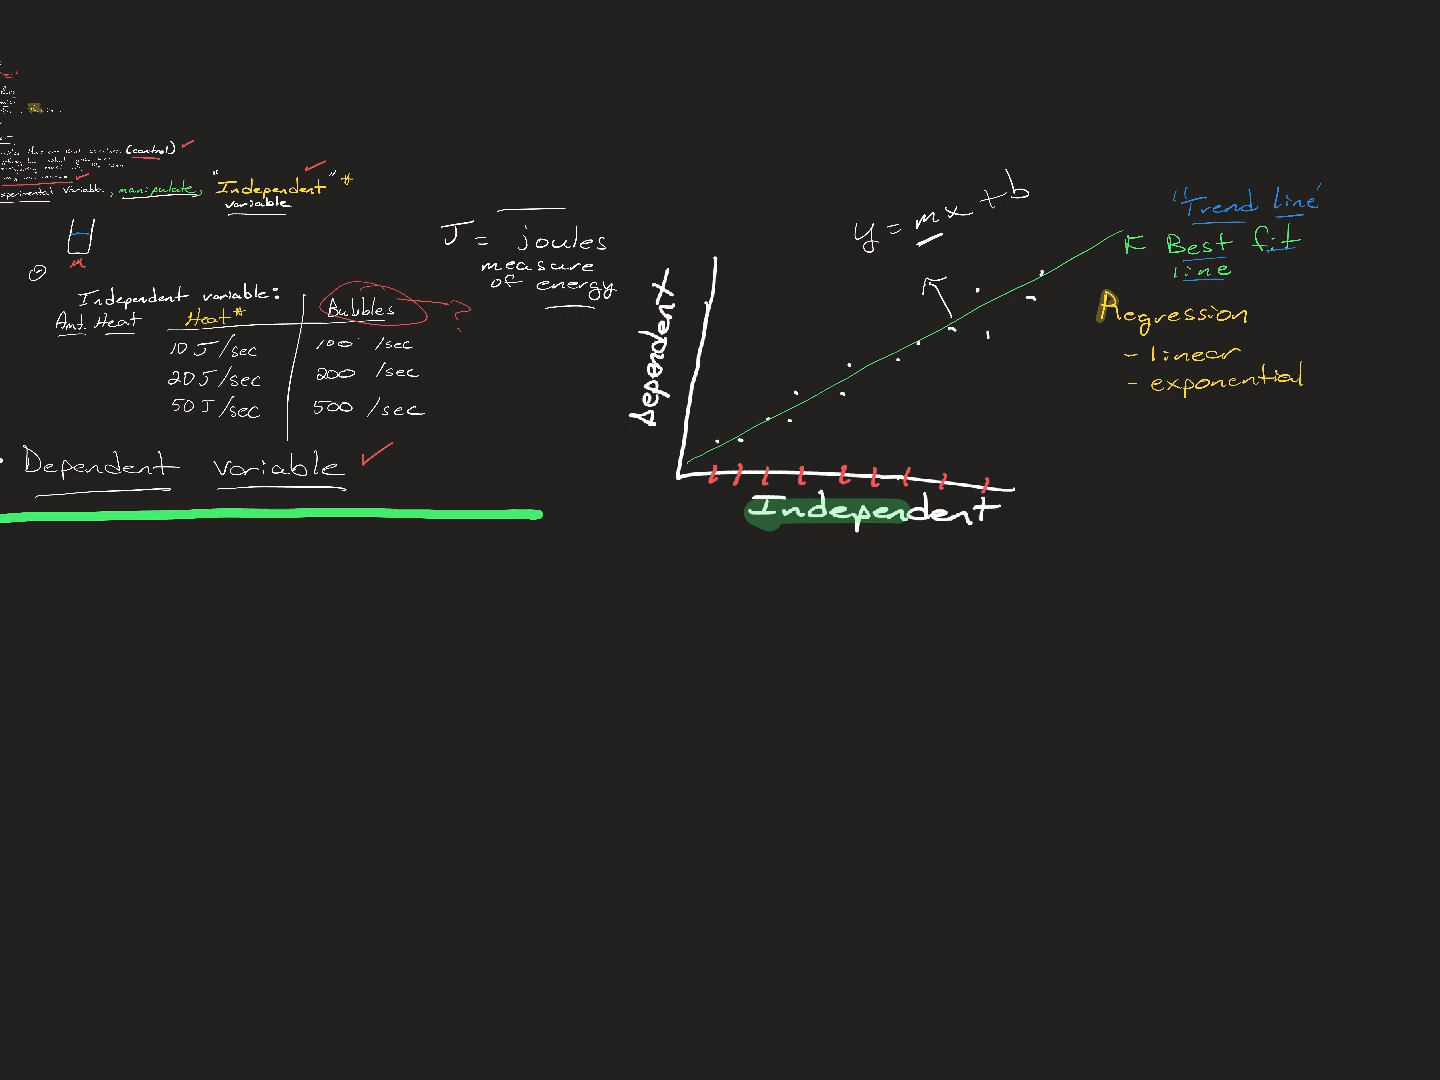 (control)
experimental variable, manipulate, "Independent" *
variable
J = joules
measure
of energy
Independent variable:
Amt. Heat
Heat* Bubbles ?
10 J/sec 100 /sec
20 J/sec 200 /sec
50 J/sec 500 /sec
Dependent variable
y = mx + b
Dependent
Independent
"Trend line"
Best fit
line
Regression
- linear
- exponential